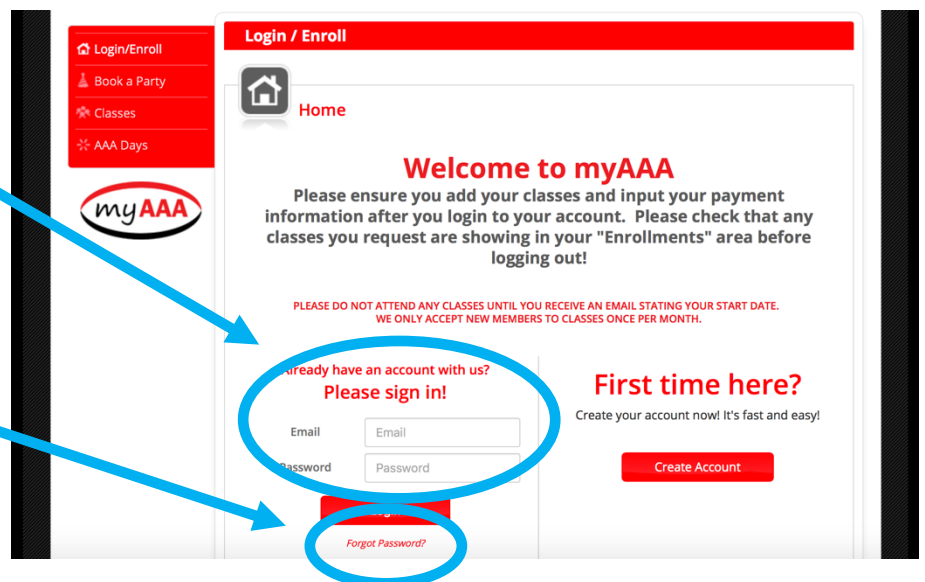 Login/Enroll
Book a Party
Classes
AAA Days
myAAA
Login / Enroll
Home
Welcome to myAAA
Please ensure you add your classes and input your payment
information after you login to your account. Please check that any
classes you request are showing in your "Enrollments" area before
logging out!
PLEASE DO NOT ATTEND ANY CLASSES UNTIL YOU RECEIVE AN EMAIL STATING YOUR START DATE.
WE ONLY ACCEPT NEW MEMBERS TO CLASSES ONCE PER MONTH.
Already have an account with us?
Please sign in!
Email
Email
Password
Password
Forgot Password?
First time here?
Create your account now! It's fast and easy!
Create Account